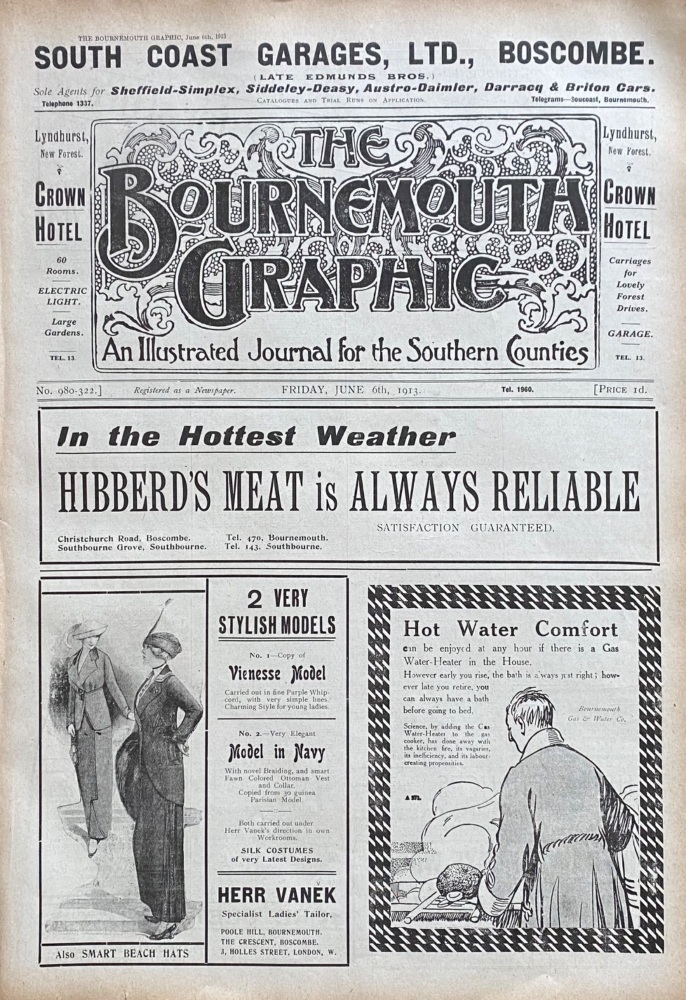 THE BOURNEMOUTH GRAPHIC, June 6th, 1913
SOUTH COAST GARAGES, LTD., BOSCOMBE.
(LATE EDMUNDS BROS.)
Sole Agents for Sheffield-Simplex, Siddeley-Deasy, Austro-Daimler, Darracq & Briton Cars.
Telephone 1337.
CATALOGUES AND TRIAL RUNS ON APPLICATION.
Telegrams—Soucoast, Bournemouth.
Lyndhurst,
New Forest.
CROWN
HOTEL
60
Rooms.
ELECTRIC
LIGHT.
Large
Gardens.
TEL. 13
THE
BOURNEMOUTH
GRAPHIC
An Illustrated Journal for the Southern Counties
Lyndhurst,
New Forest.
CROWN
HOTEL
Carriages
for
Lovely
Forest
Drives.
GARAGE.
TEL. 13.
No. 980-322.]
Registered as a Newspaper.
FRIDAY, JUNE 6th, 1913.
Tel. 1960.
[PRICE 1d.
In the Hottest Weather
HIBBERD'S MEAT is ALWAYS RELIABLE
SATISFACTION GUARANTEED.
Christchurch Road, Boscombe. Tel. 470, Bournemouth.
Southbourne Grove, Southbourne. Tel. 143, Southbourne.
Also SMART BEACH HATS
2 VERY
STYLISH MODELS
No. 1—Copy of
Viennesse Model
Carried out in fine Purple Whip-
cord, with very simple lines.
Charming Style for young ladies.
No. 2.—Very Elegant
Model in Navy
With novel Braiding, and smart
Fawn Colored Ottoman Vest
and Collar.
Copied from 30 guinea
Parisian Model
Both carried out under
Herr Vanek's direction in own
Workrooms.
SILK COSTUMES
of very Latest Designs.
HERR VANĚK
Specialist Ladies' Tailor,
POOLE HILL, BOURNEMOUTH.
THE CRESCENT, BOSCOMBE.
3, HOLLES STREET, LONDON, W.
Hot Water Comfort
can be enjoyed at any hour if there is a Gas
Water-Heater in the House.
However early you rise, the bath is always just right; how-
ever late you retire, you
can always have a bath
before going to bed.
Bournemouth
Gas & Water Co.
Science, by adding the Gas
Water-Heater to the gas
cooker, has done away with
the kitchen fire, its vagaries,
its inefficiency, and its labour-
creating propensities.